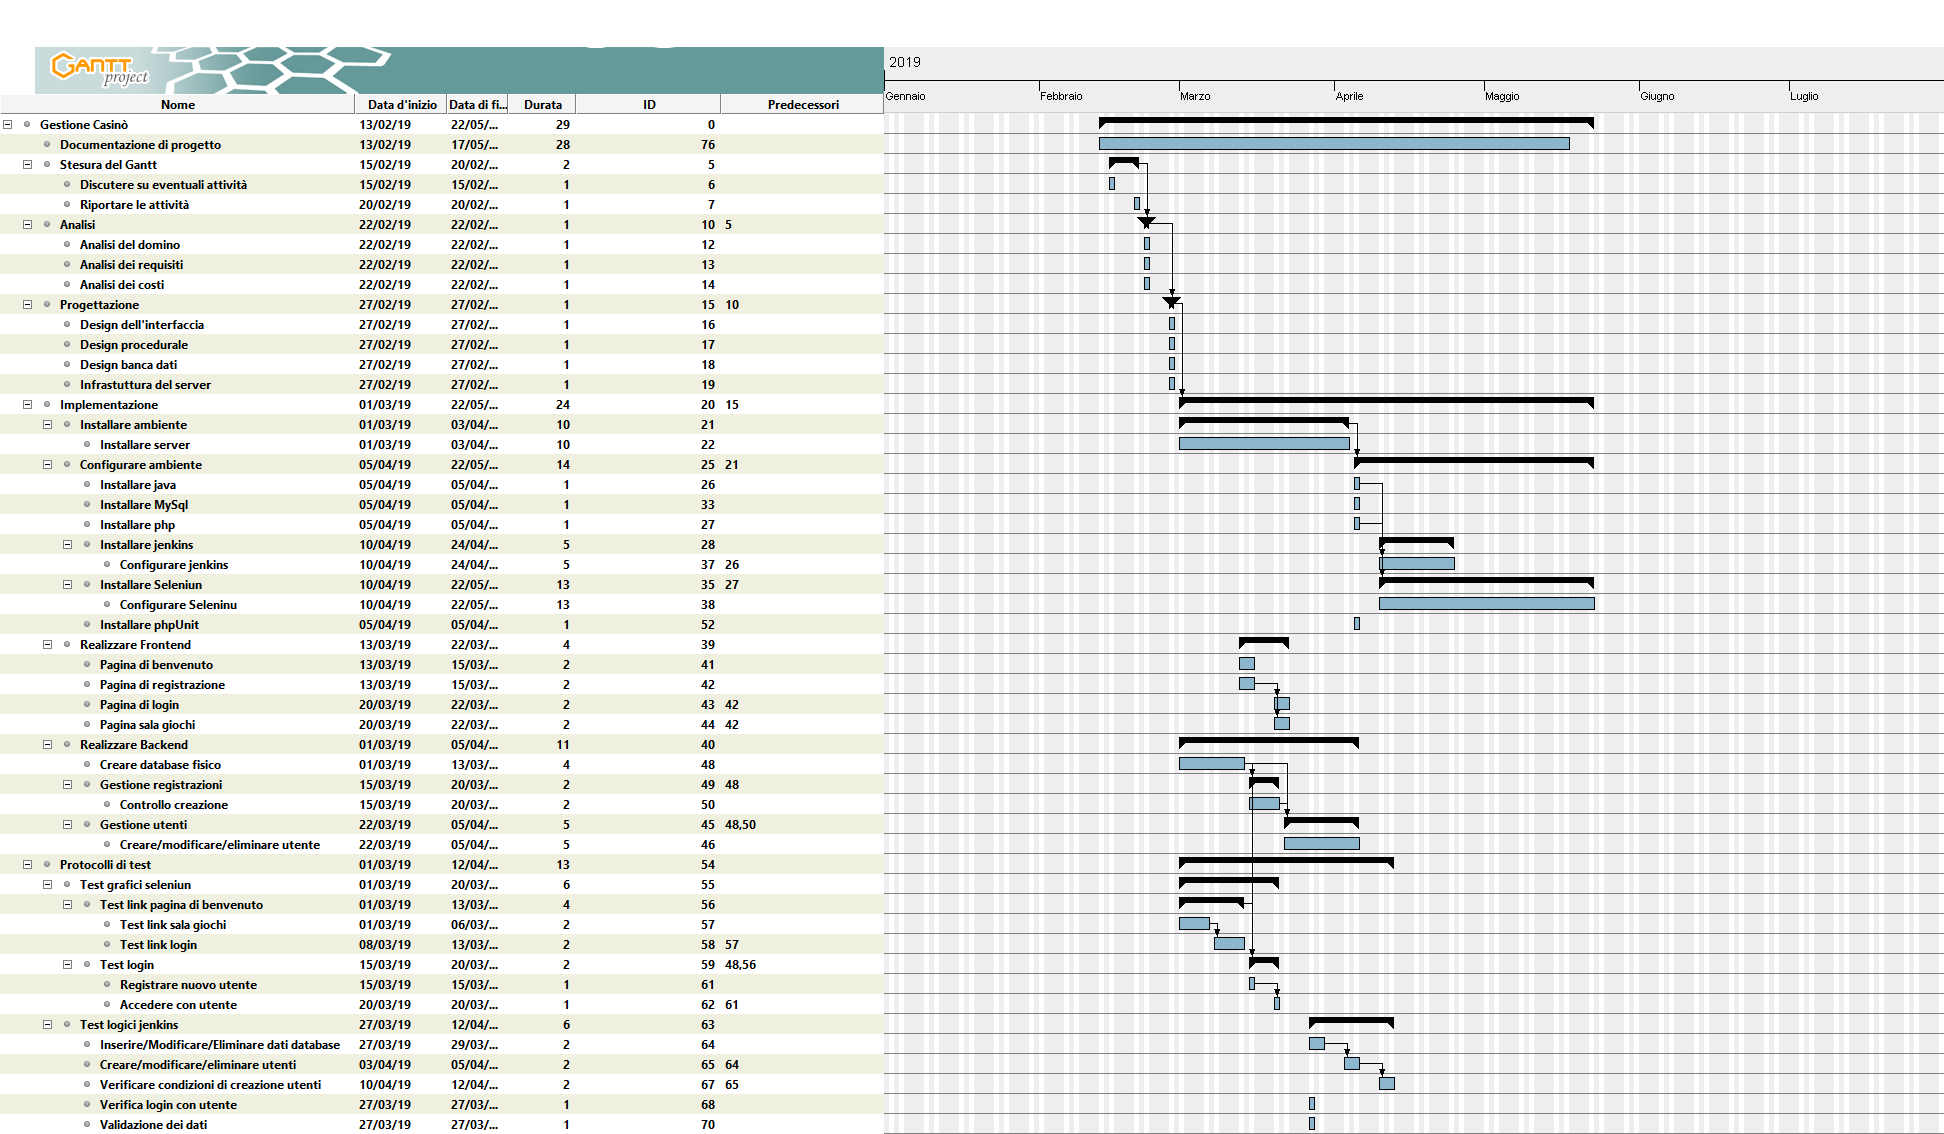 GANTT
project
2019
Gennaio Febbraio Marzo Aprile Maggio Giugno Luglio
Nome Data d'inizio Data di fi... Durata ID Predecessori
Gestione Casinò 13/02/19 22/05/... 29 0
Documentazione di progetto 13/02/19 17/05/... 28 76
Stesura del Gantt 15/02/19 20/02/... 2 5
Discutere su eventuali attività 15/02/19 15/02/... 1 6
Riportare le attività 20/02/19 20/02/... 1 7
Analisi 22/02/19 22/02/... 1 10 5
Analisi del domino 22/02/19 22/02/... 1 12
Analisi dei requisiti 22/02/19 22/02/... 1 13
Analisi dei costi 22/02/19 22/02/... 1 14
Progettazione 27/02/19 27/02/... 1 15 10
Design dell'interfaccia 27/02/19 27/02/... 1 16
Design procedurale 27/02/19 27/02/... 1 17
Design banca dati 27/02/19 27/02/... 1 18
Infrastuttura del server 27/02/19 27/02/... 1 19
Implementazione 01/03/19 22/05/... 24 20 15
Installare ambiente 01/03/19 03/04/... 10 21
Installare server 01/03/19 03/04/... 10 22
Configurare ambiente 05/04/19 22/05/... 14 25 21
Installare java 05/04/19 05/04/... 1 26
Installare MySql 05/04/19 05/04/... 1 33
Installare php 05/04/19 05/04/... 1 27
Installare jenkins 10/04/19 24/04/... 5 28
Configurare jenkins 10/04/19 24/04/... 5 37 26
Installare Seleniun 10/04/19 22/05/... 13 35 27
Configurare Seleninu 10/04/19 22/05/... 13 38
Installare phpUnit 05/04/19 05/04/... 1 52
Realizzare Frontend 13/03/19 22/03/... 4 39
Pagina di benvenuto 13/03/19 15/03/... 2 41
Pagina di registrazione 13/03/19 15/03/... 2 42
Pagina di login 20/03/19 22/03/... 2 43 42
Pagina sala giochi 20/03/19 22/03/... 2 44 42
Realizzare Backend 01/03/19 05/04/... 11 40
Creare database fisico 01/03/19 13/03/... 4 48
Gestione registrazioni 15/03/19 20/03/... 2 49 48
Controllo creazione 15/03/19 20/03/... 2 50
Gestione utenti 22/03/19 05/04/... 5 45 48,50
Creare/modificare/eliminare utente 22/03/19 05/04/... 5 46
Protocolli di test 01/03/19 12/04/... 13 54
Test grafici seleniun 01/03/19 20/03/... 6 55
Test link pagina di benvenuto 01/03/19 13/03/... 4 56
Test link sala giochi 01/03/19 06/03/... 2 57
Test link login 08/03/19 13/03/... 2 58 57
Test login 15/03/19 20/03/... 2 59 48,56
Registrare nuovo utente 15/03/19 15/03/... 1 61
Accedere con utente 20/03/19 20/03/... 1 62 61
Test logici jenkins 27/03/19 12/04/... 6 63
Inserire/Modificare/Eliminare dati database 27/03/19 29/03/... 2 64
Creare/modificare/eliminare utenti 03/04/19 05/04/... 2 65 64
Verificare condizioni di creazione utenti 10/04/19 12/04/... 2 67 65
Verifica login con utente 27/03/19 27/03/... 1 68
Validazione dei dati 27/03/19 27/03/... 1 70